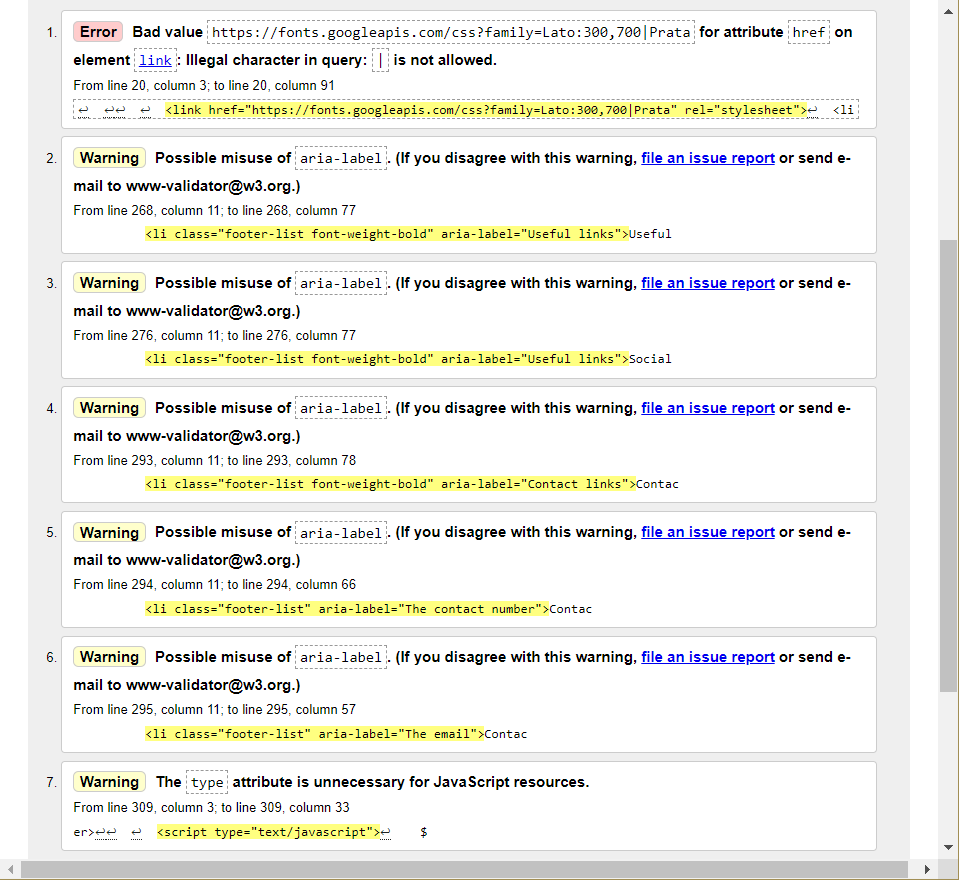 1. Error Bad value https://fonts.googleapis.com/css?family=Lato:300,700|Prata for attribute href on
element link: Illegal character in query: | is not allowed.
From line 20, column 3; to line 20, column 91
↩ ↩↩ ↩ <link href="https://fonts.googleapis.com/css?family=Lato:300,700|Prata" rel="stylesheet">↩ <li
2. Warning Possible misuse of aria-label. (If you disagree with this warning, file an issue report or send e-
mail to www-validator@w3.org.)
From line 268, column 11; to line 268, column 77
<li class="footer-list font-weight-bold" aria-label="Useful links">Useful
3. Warning Possible misuse of aria-label. (If you disagree with this warning, file an issue report or send e-
mail to www-validator@w3.org.)
From line 276, column 11; to line 276, column 77
<li class="footer-list font-weight-bold" aria-label="Useful links">Social
4. Warning Possible misuse of aria-label. (If you disagree with this warning, file an issue report or send e-
mail to www-validator@w3.org.)
From line 293, column 11; to line 293, column 78
<li class="footer-list font-weight-bold" aria-label="Contact links">Contac
5. Warning Possible misuse of aria-label. (If you disagree with this warning, file an issue report or send e-
mail to www-validator@w3.org.)
From line 294, column 11; to line 294, column 66
<li class="footer-list" aria-label="The contact number">Contac
6. Warning Possible misuse of aria-label. (If you disagree with this warning, file an issue report or send e-
mail to www-validator@w3.org.)
From line 295, column 11; to line 295, column 57
<li class="footer-list" aria-label="The email">Contac
7. Warning The type attribute is unnecessary for JavaScript resources.
From line 309, column 3; to line 309, column 33
er>↩↩ ↩ <script type="text/javascript">↩ $